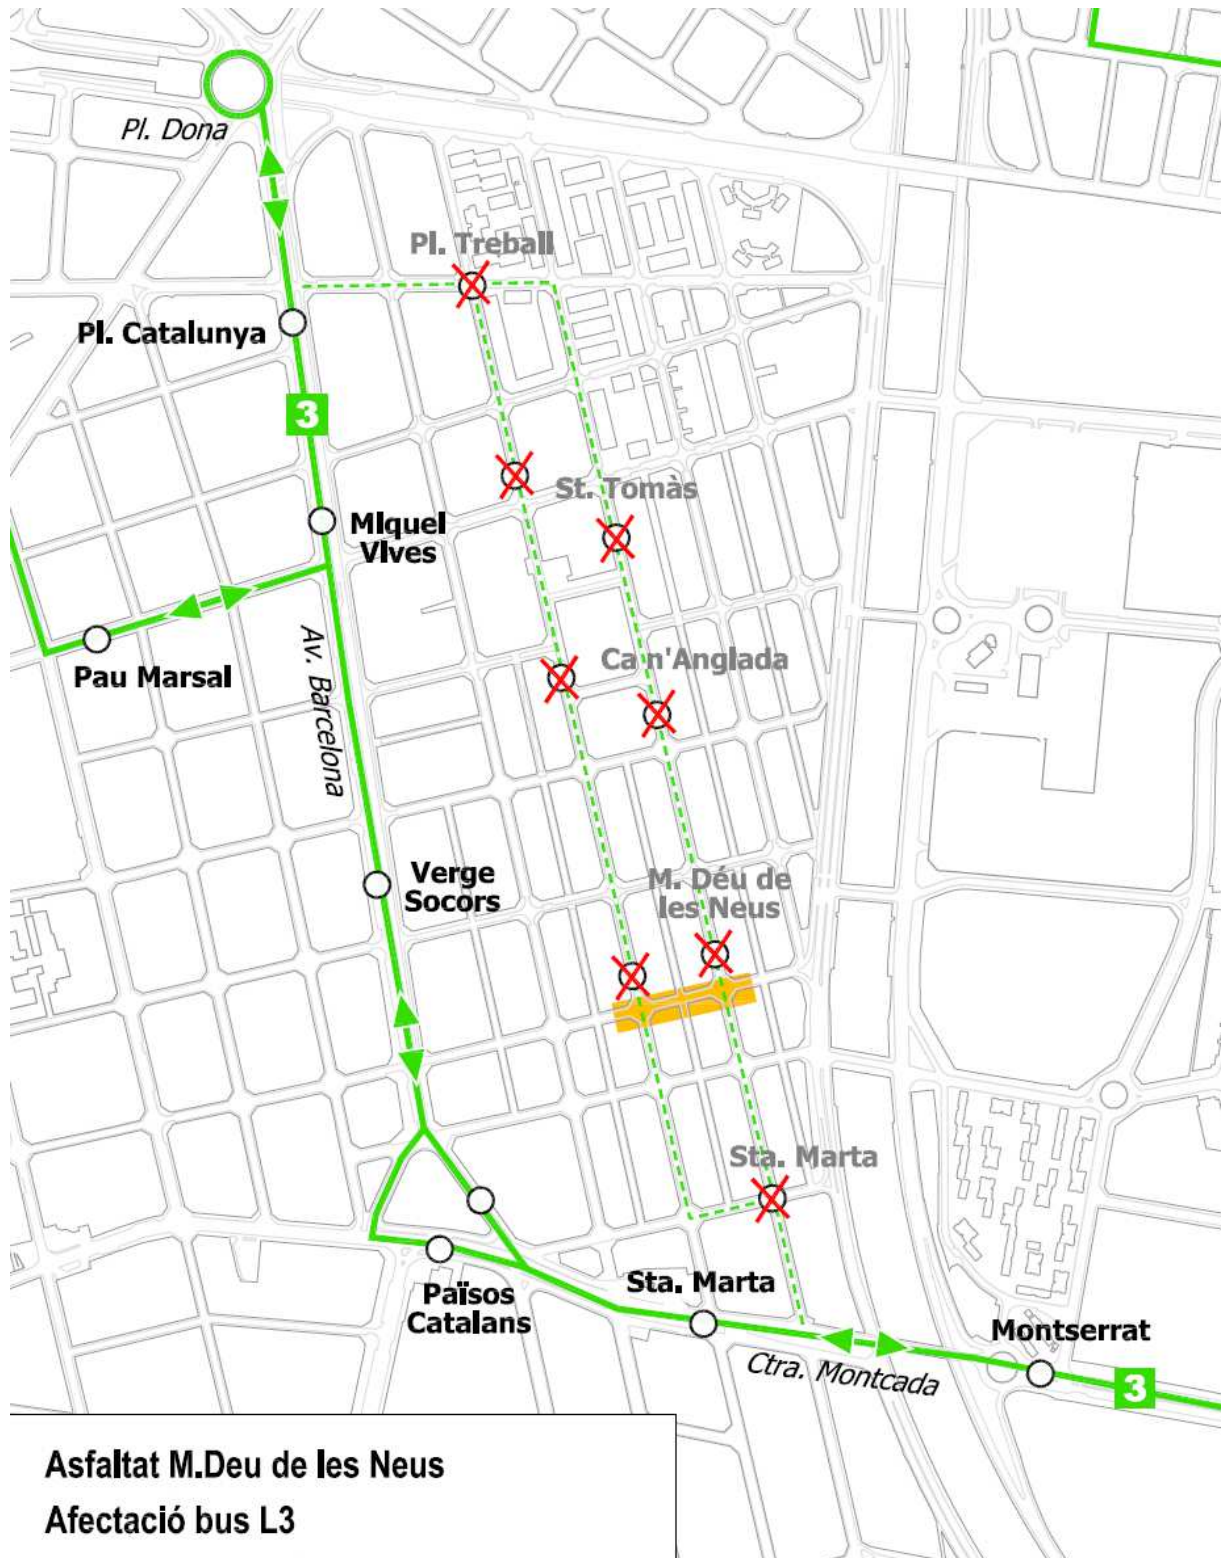 Pl. Dona
Pl. Treball
Pl. Catalunya
3
St. Tomàs
Miquel
Vives
Ca n'Anglada
Pau Marsal
Av. Barcelona
Verge
Socors
M. Déu de
les Neus
Sta. Marta
Sta. Marta
Països
Catalans
Montserrat
Ctra. Montcada
3
Asfaltat M.Deu de les Neus
Afectació bus L3